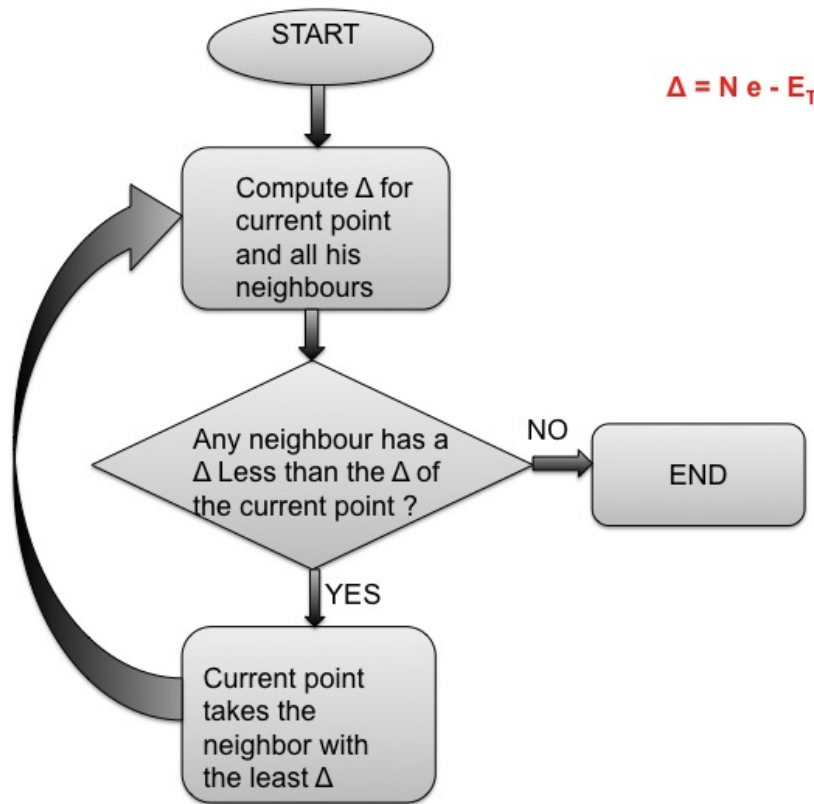 START
Δ = N e - E_T
Compute Δ for
current point
and all his
neighbours
Any neighbour has a
Δ Less than the Δ of
the current point ?
NO
END
YES
Current point
takes the
neighbor with
the least Δ